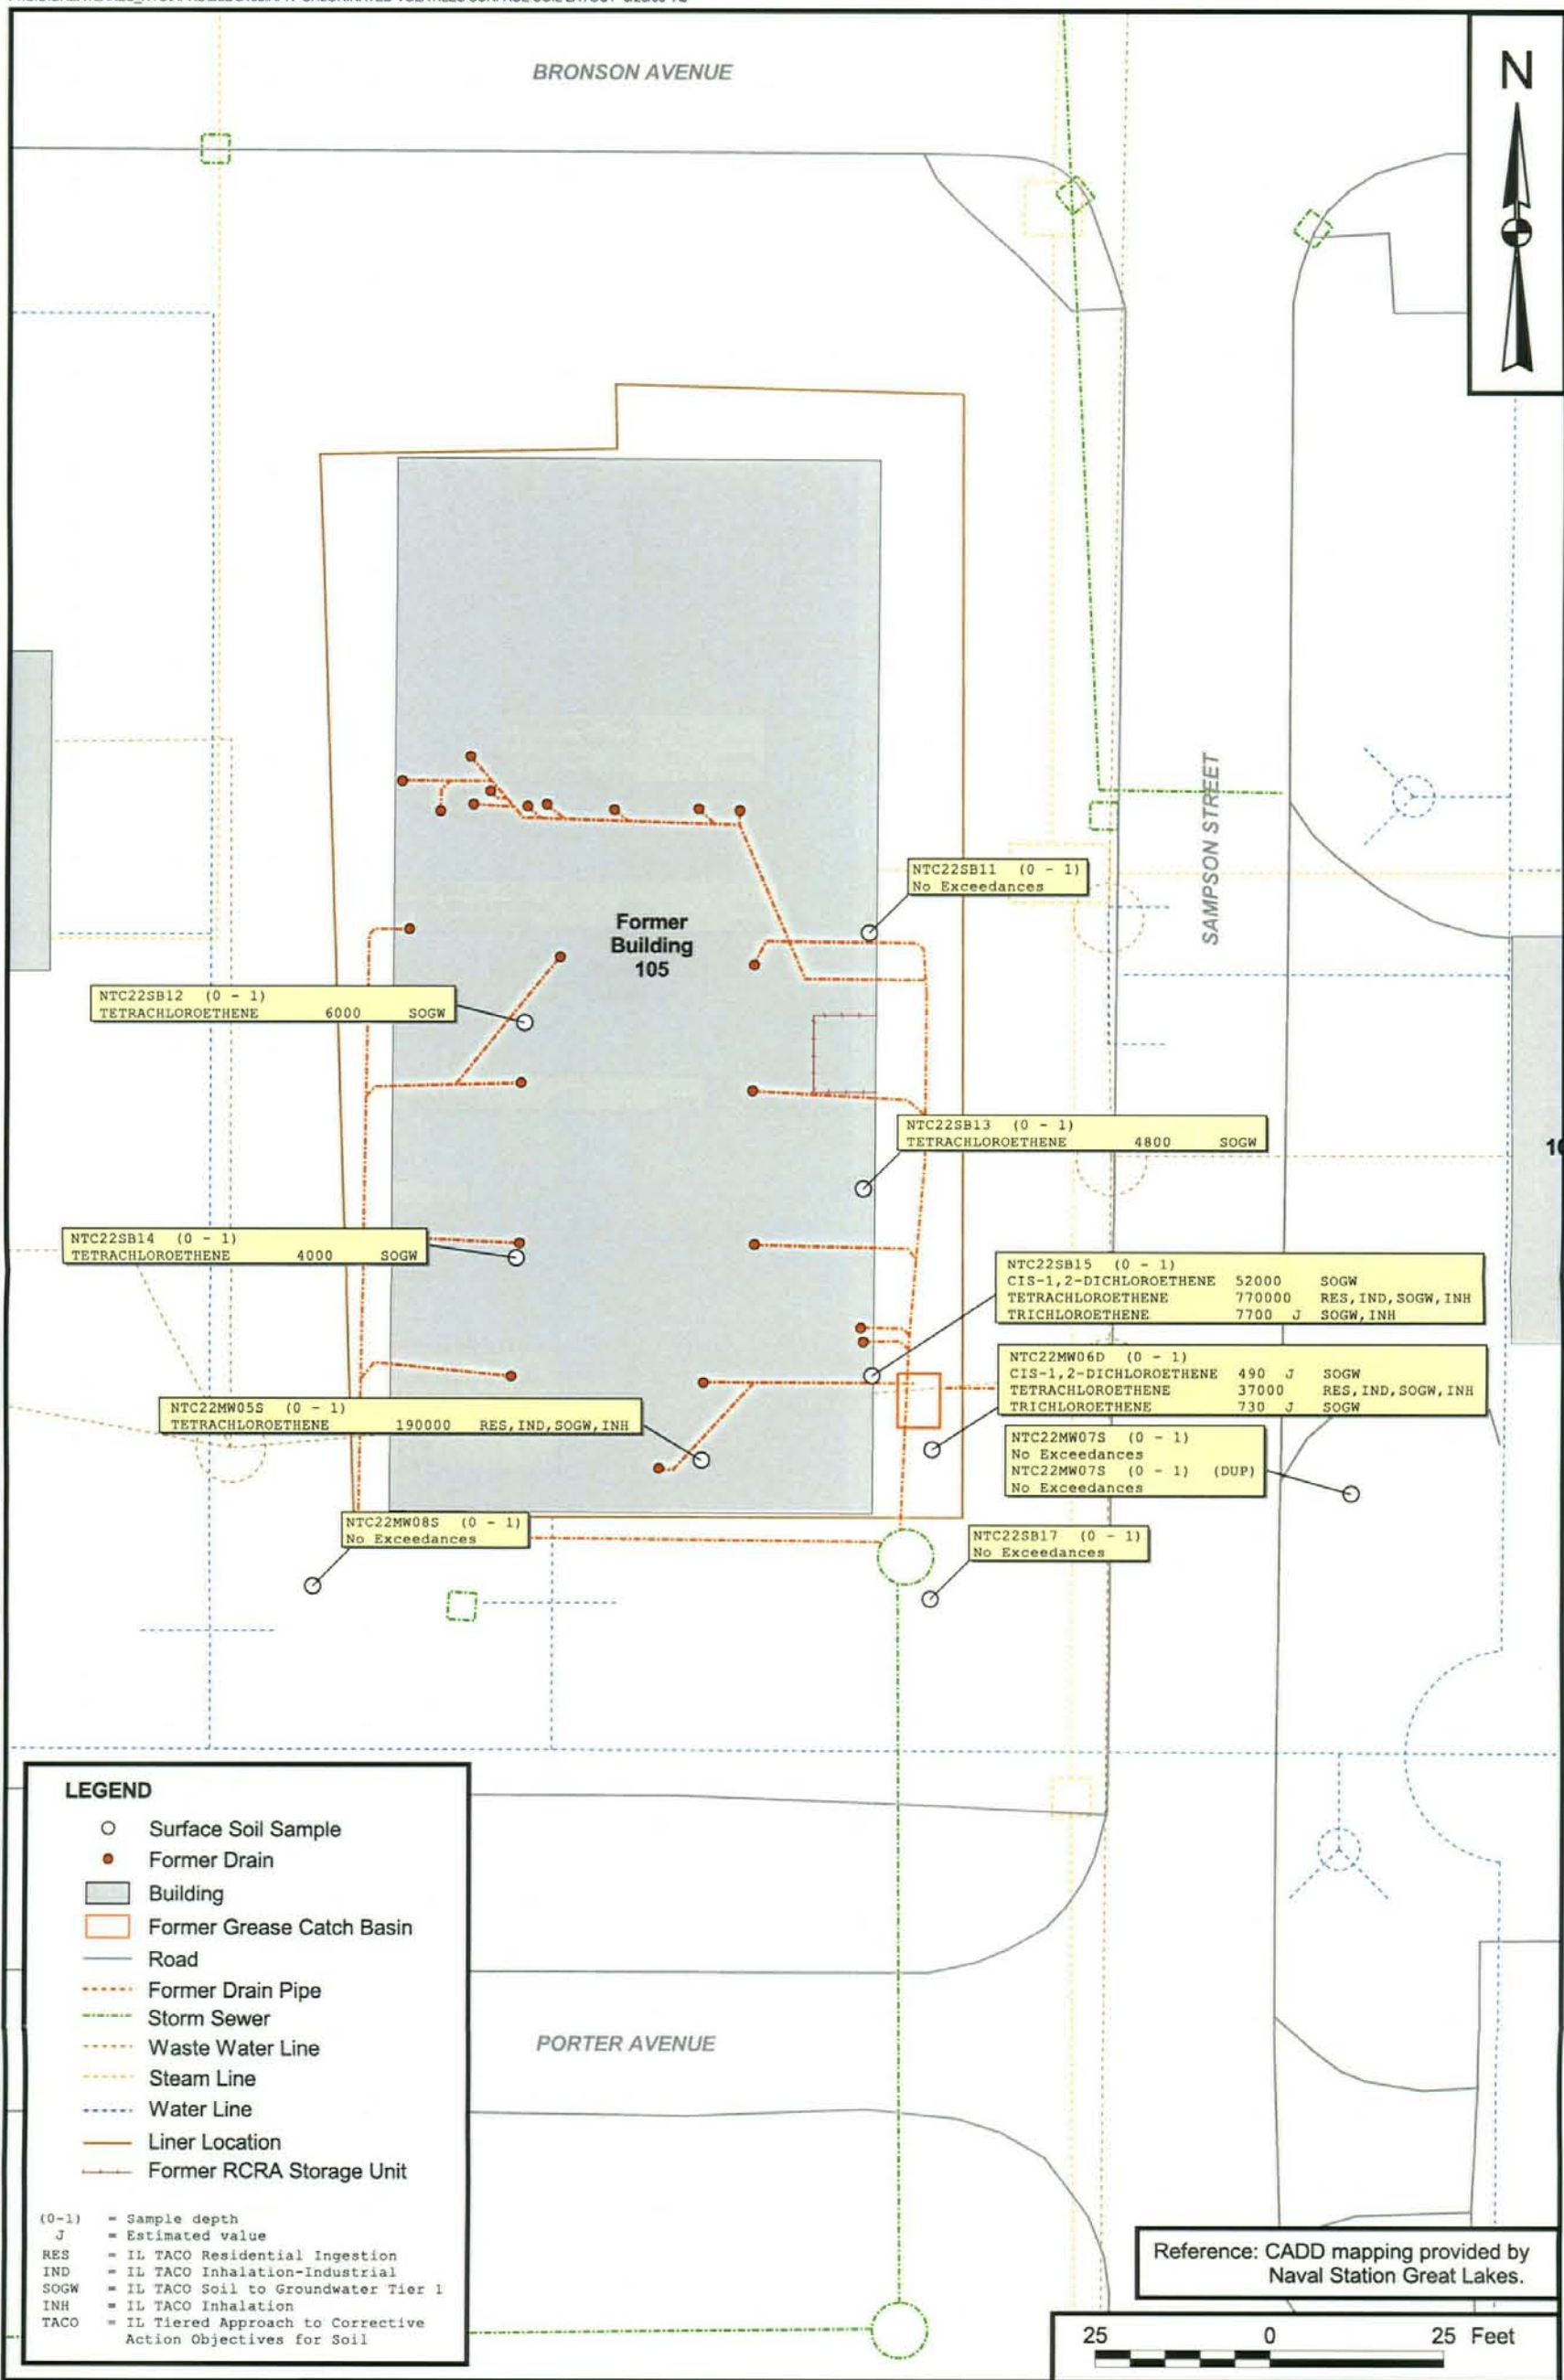 BRONSON AVENUE
N
SAMPSON STREET
NTC22SB11 (0 - 1)
No Exceedances
Former
Building
105
NTC22SB12 (0 - 1)
TETRACHLOROETHENE 6000 SOGW
NTC22SB13 (0 - 1)
TETRACHLOROETHENE 4800 SOGW
NTC22SB14 (0 - 1)
TETRACHLOROETHENE 4000 SOGW
NTC22SB15 (0 - 1)
CIS-1,2-DICHLOROETHENE 52000 SOGW
TETRACHLOROETHENE 770000 RES,IND,SOGW,INH
TRICHLOROETHENE 7700 J SOGW,INH
NTC22MW06D (0 - 1)
CIS-1,2-DICHLOROETHENE 490 J SOGW
TETRACHLOROETHENE 37000 RES,IND,SOGW,INH
TRICHLOROETHENE 730 J SOGW
NTC22MW05S (0 - 1)
TETRACHLOROETHENE 190000 RES,IND,SOGW,INH
NTC22MW07S (0 - 1)
No Exceedances
NTC22MW07S (0 - 1) (DUP)
No Exceedances
NTC22MW08S (0 - 1)
No Exceedances
NTC22SB17 (0 - 1)
No Exceedances
LEGEND
Surface Soil Sample
Former Drain
Building
Former Grease Catch Basin
Road
Former Drain Pipe
Storm Sewer
Waste Water Line
Steam Line
Water Line
Liner Location
Former RCRA Storage Unit
(0-1) = Sample depth
J = Estimated value
RES = IL TACO Residential Ingestion
IND = IL TACO Inhalation-Industrial
SOGW = IL TACO Soil to Groundwater Tier 1
INH = IL TACO Inhalation
TACO = IL Tiered Approach to Corrective
Action Objectives for Soil
PORTER AVENUE
Reference: CADD mapping provided by
Naval Station Great Lakes.
25 0 25 Feet